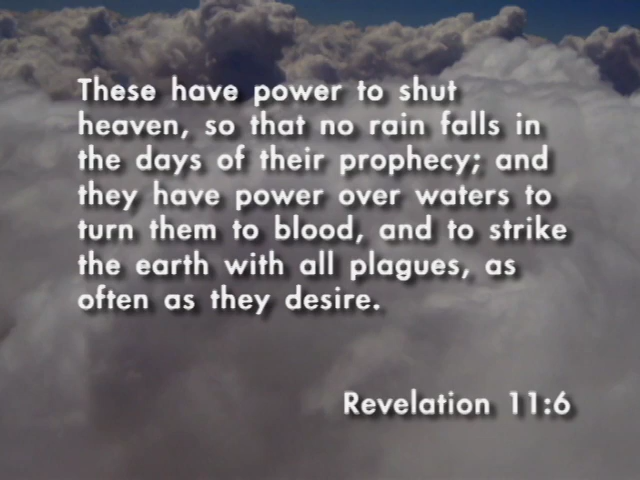 These have power to shut
heaven, so that no rain falls in
the days of their prophecy; and
they have power over waters to
turn them to blood, and to strike
the earth with all plagues, as
often as they desire.
Revelation 11:6